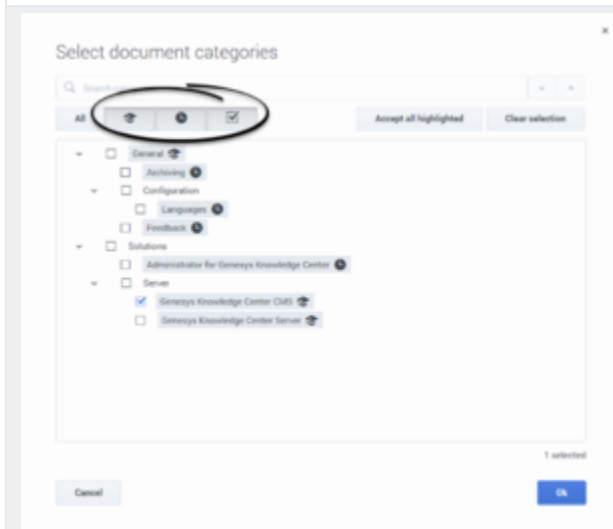 Select document categories
Search
All
Accept all highlighted Clear selection
General
Archiving
Configuration
Languages
Feedback
Solutions
Administrator for Genesys Knowledge Center
Server
Genesys Knowledge Center CMS
Genesys Knowledge Center Server
1 selected
Cancel Ok